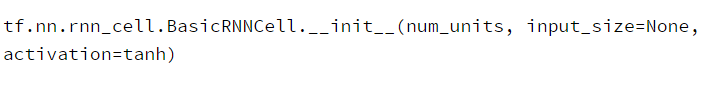 tf.nn.rnn_cell.BasicRNNCell.__init__(num_units, input_size=None,
activation=tanh)